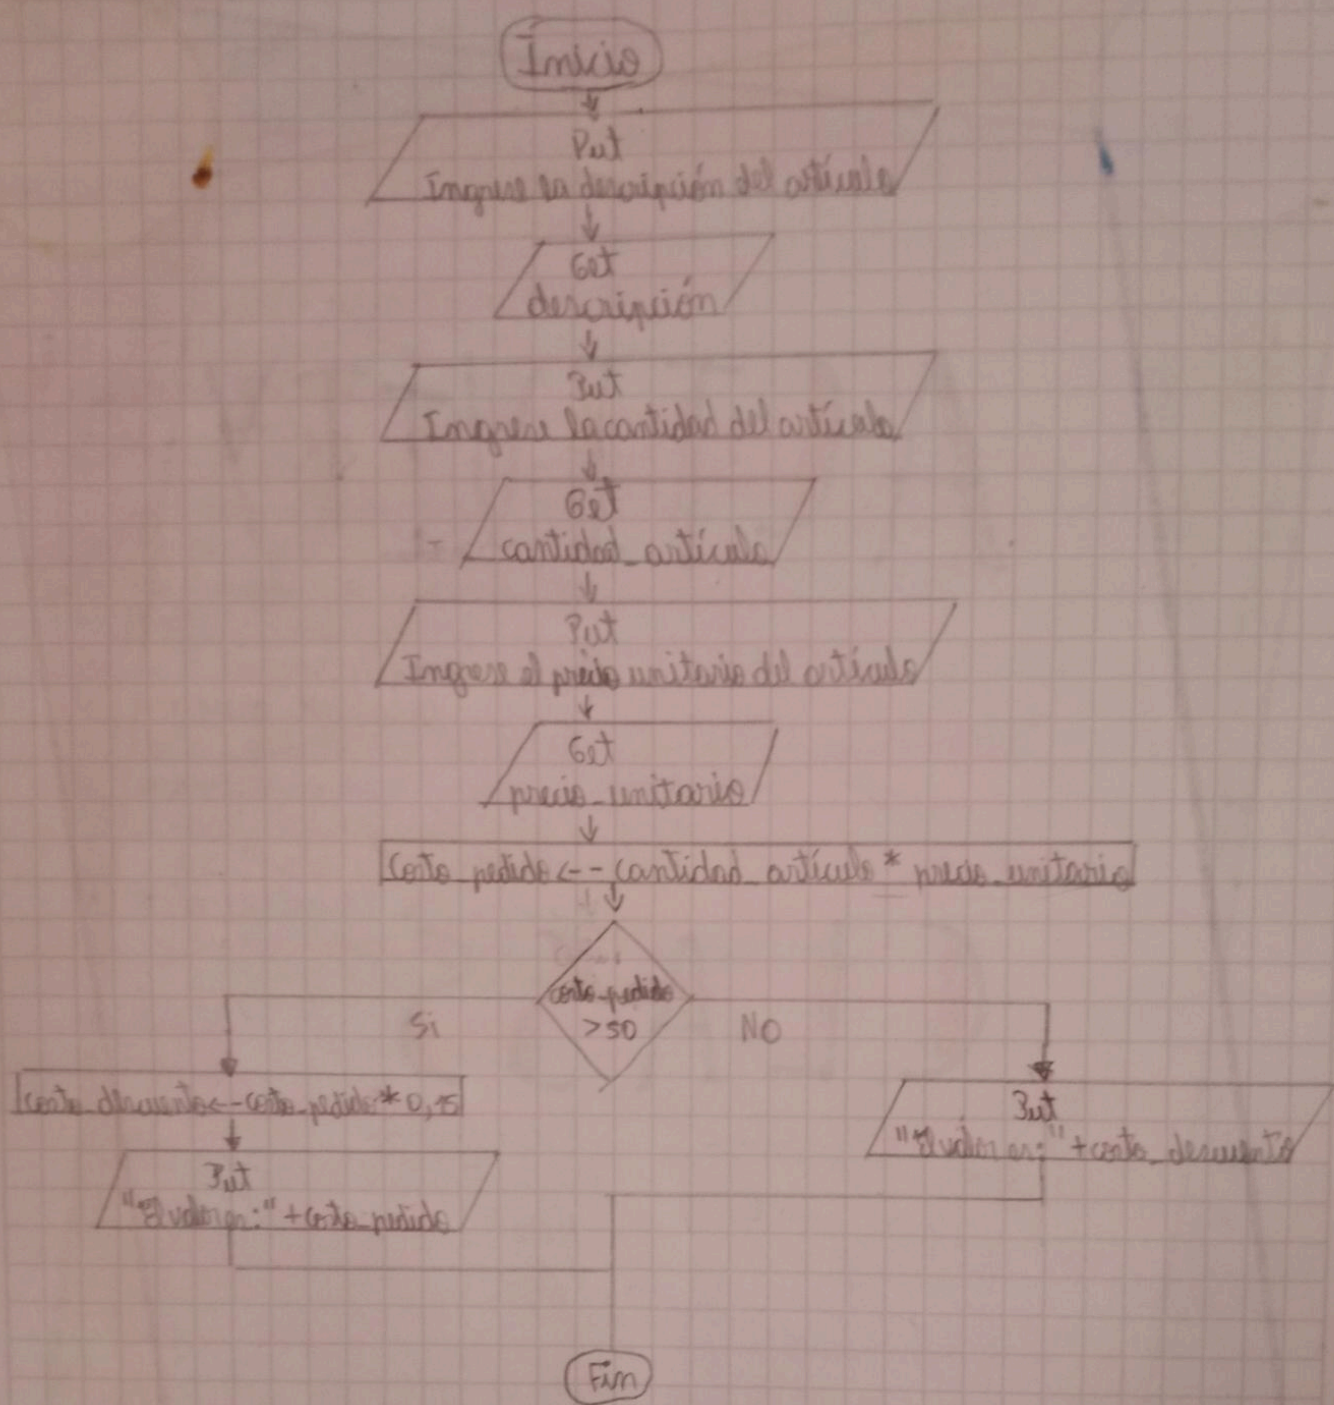 Inicio
Put
Ingrese la descripción del artículo
Get
descripción
Put
Ingrese la cantidad del artículo
Get
cantidad_artículo
Put
Ingrese el precio unitario del artículo
Get
precio_unitario
Costo_pedido <-- cantidad_artículo * precio_unitario
costo_pedido
>50
Si
NO
costo_descuento <-- costo_pedido * 0,15
Put
"El valor es:" + costo_descuento
Put
"El valor es:" + costo_pedido
Fin